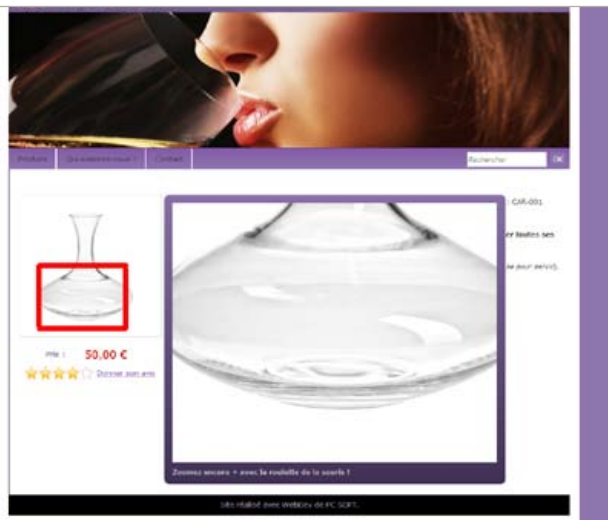 Produits
Qui sommes-nous ?
Contact
Rechercher
OK
: CAR-001
er toutes ses
Prix :
50,00 €
Donner son avis
Zoomez encore + avec la roulette de la souris !
Site réalisé avec WebDev de PC SOFT.